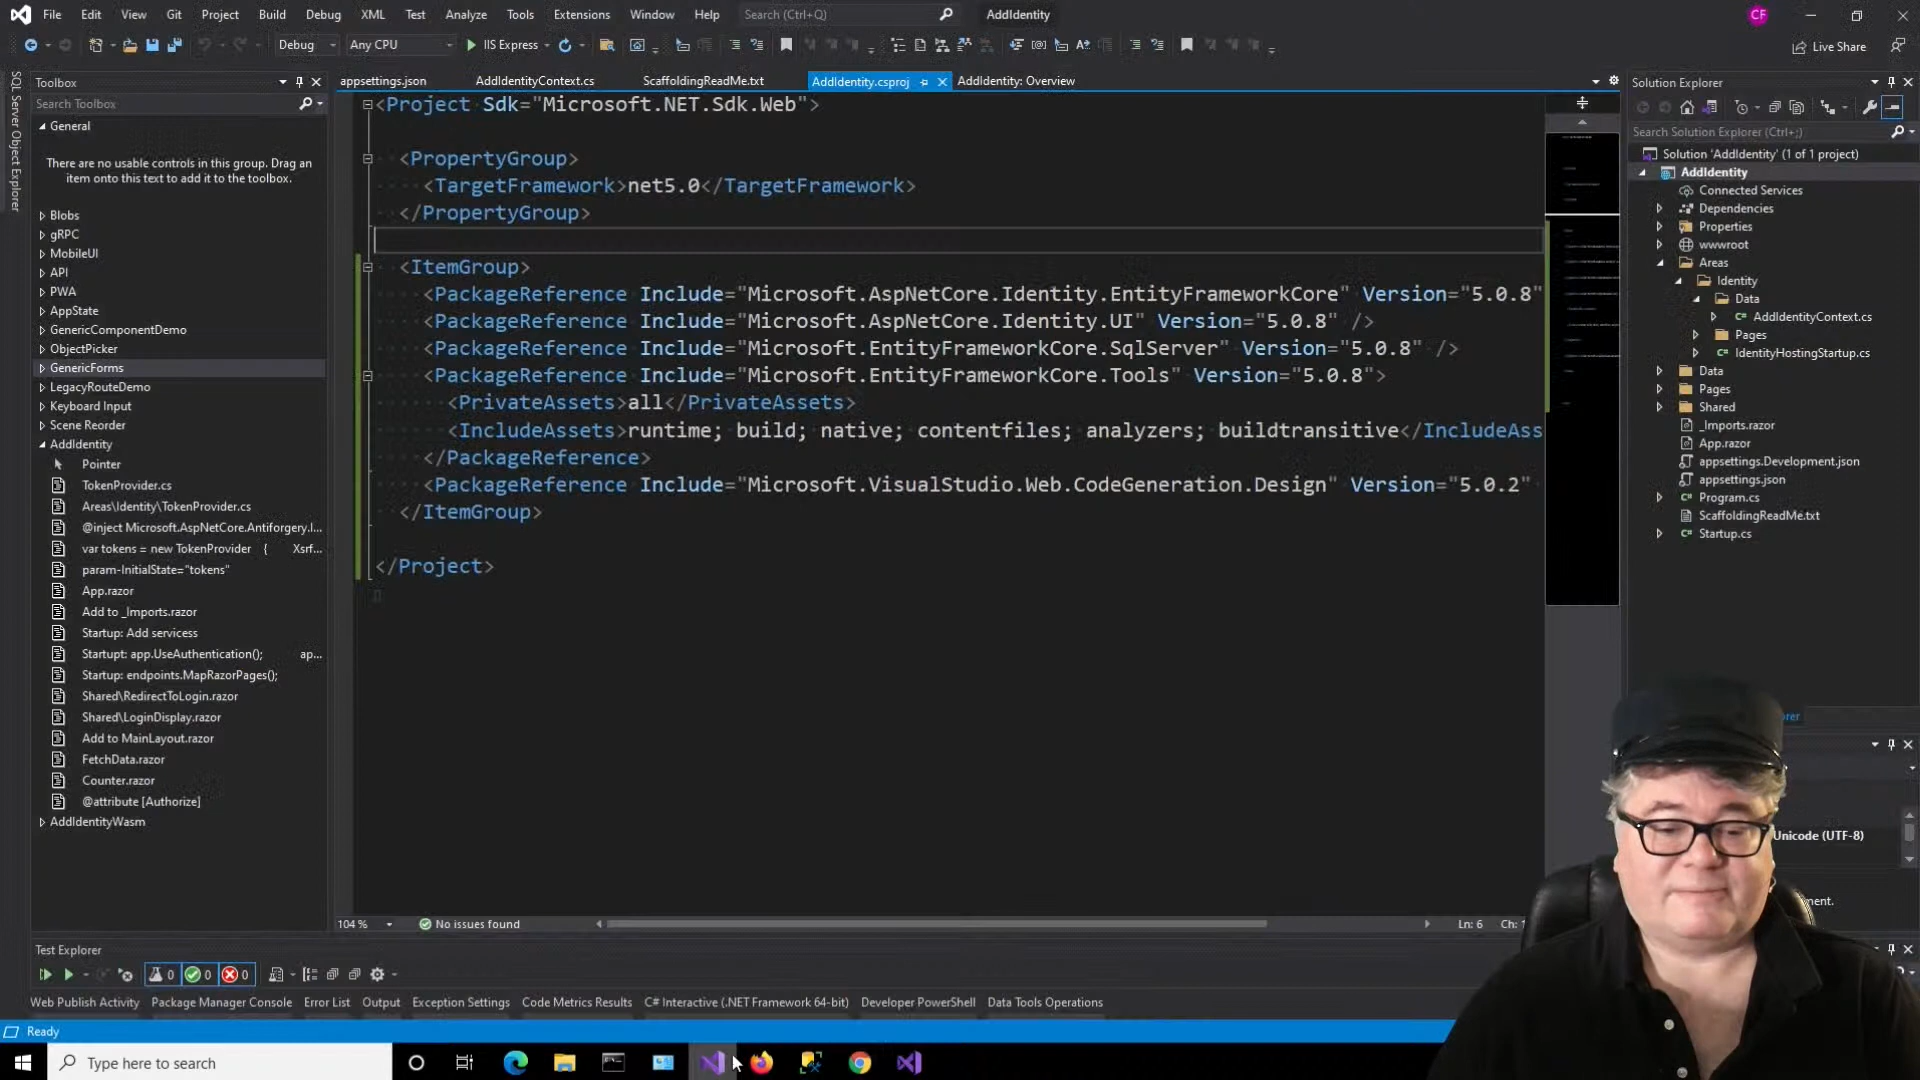 File Edit View Git Project Build Debug XML Test Analyze Tools Extensions Window Help Search (Ctrl+Q) AddIdentity CF
Debug Any CPU IIS Express Live Share
SQL Server Object Explorer
Toolbox
Search Toolbox
General
There are no usable controls in this group. Drag an
item onto this text to add it to the toolbox.
Blobs
gRPC
MobileUI
API
PWA
AppState
GenericComponentDemo
ObjectPicker
GenericForms
LegacyRouteDemo
Keyboard Input
Scene Reorder
AddIdentity
Pointer
TokenProvider.cs
Areas\Identity\TokenProvider.cs
@inject Microsoft.AspNetCore.Antiforgery.I...
var tokens = new TokenProvider { Xsrf...
param-InitialState="tokens"
App.razor
Add to _Imports.razor
Startup: Add servicess
Startupt: app.UseAuthentication(); ap...
Startup: endpoints.MapRazorPages();
Shared\RedirectToLogin.razor
Shared\LoginDisplay.razor
Add to MainLayout.razor
FetchData.razor
Counter.razor
@attribute [Authorize]
AddIdentityWasm
appsettings.json AddIdentityContext.cs ScaffoldingReadMe.txt AddIdentity.csproj AddIdentity: Overview
<Project Sdk="Microsoft.NET.Sdk.Web">
<PropertyGroup>
<TargetFramework>net5.0</TargetFramework>
</PropertyGroup>
<ItemGroup>
<PackageReference Include="Microsoft.AspNetCore.Identity.EntityFrameworkCore" Version="5.0.8"
<PackageReference Include="Microsoft.AspNetCore.Identity.UI" Version="5.0.8" />
<PackageReference Include="Microsoft.EntityFrameworkCore.SqlServer" Version="5.0.8" />
<PackageReference Include="Microsoft.EntityFrameworkCore.Tools" Version="5.0.8">
<PrivateAssets>all</PrivateAssets>
<IncludeAssets>runtime; build; native; contentfiles; analyzers; buildtransitive</IncludeAss
</PackageReference>
<PackageReference Include="Microsoft.VisualStudio.Web.CodeGeneration.Design" Version="5.0.2"
</ItemGroup>
</Project>
104 % No issues found Ln: 6 Ch:
Solution Explorer
Search Solution Explorer (Ctrl+;)
Solution 'AddIdentity' (1 of 1 project)
AddIdentity
Connected Services
Dependencies
Properties
wwwroot
Areas
Identity
Data
AddIdentityContext.cs
Pages
IdentityHostingStartup.cs
Data
Pages
Shared
_Imports.razor
App.razor
appsettings.Development.json
appsettings.json
Program.cs
ScaffoldingReadMe.txt
Startup.cs
orer
Unicode (UTF-8)
ment.
Test Explorer
0 0 0
Web Publish Activity Package Manager Console Error List Output Exception Settings Code Metrics Results C# Interactive (.NET Framework 64-bit) Developer PowerShell Data Tools Operations
Ready
Type here to search